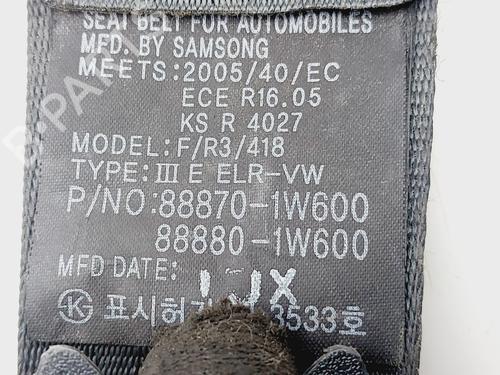 SEAT BELT FOR AUTOMOBILES
MFD. BY SAMSONG
MEETS: 2005/40/EC
ECE R16.05
KS R 4027
MODEL: F/R3/418
TYPE: III E ELR-VW
P/NO: 88870-1W600
88880-1W600
MFD DATE:
K 표시허 3533호